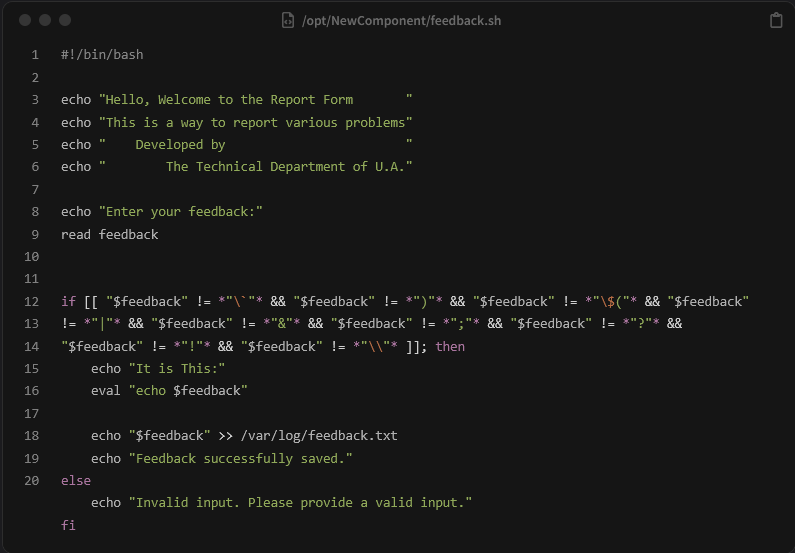 /opt/NewComponent/feedback.sh
1 #!/bin/bash
2
3 echo "Hello, Welcome to the Report Form       "
4 echo "This is a way to report various problems"
5 echo "    Developed by                        "
6 echo "        The Technical Department of U.A."
7
8 echo "Enter your feedback:"
9 read feedback
10
11
12 if [[ "$feedback" != *"\`"* && "$feedback" != *")"* && "$feedback" != *"\$("* && "$feedback"
13 != *"|"* && "$feedback" != *"&"* && "$feedback" != *";"* && "$feedback" != *"?"* &&
14 "$feedback" != *"!"* && "$feedback" != *"\\"* ]]; then
15     echo "It is This:"
16     eval "echo $feedback"
17
18     echo "$feedback" >> /var/log/feedback.txt
19     echo "Feedback successfully saved."
20 else
    echo "Invalid input. Please provide a valid input."
fi